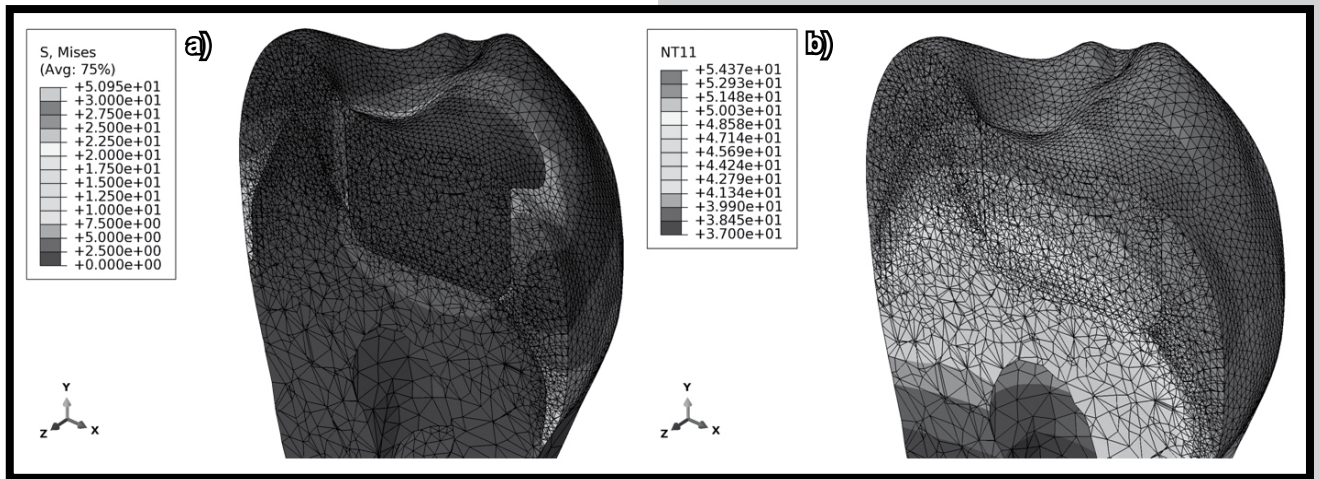 a)
S, Mises
(Avg: 75%)
+5.095e+01
+3.000e+01
+2.750e+01
+2.500e+01
+2.250e+01
+2.000e+01
+1.750e+01
+1.500e+01
+1.250e+01
+1.000e+01
+7.500e+00
+5.000e+00
+2.500e+00
+0.000e+00
Y
Z
X
b)
NT11
+5.437e+01
+5.293e+01
+5.148e+01
+5.003e+01
+4.858e+01
+4.714e+01
+4.569e+01
+4.424e+01
+4.279e+01
+4.134e+01
+3.990e+01
+3.845e+01
+3.700e+01
Y
Z
X